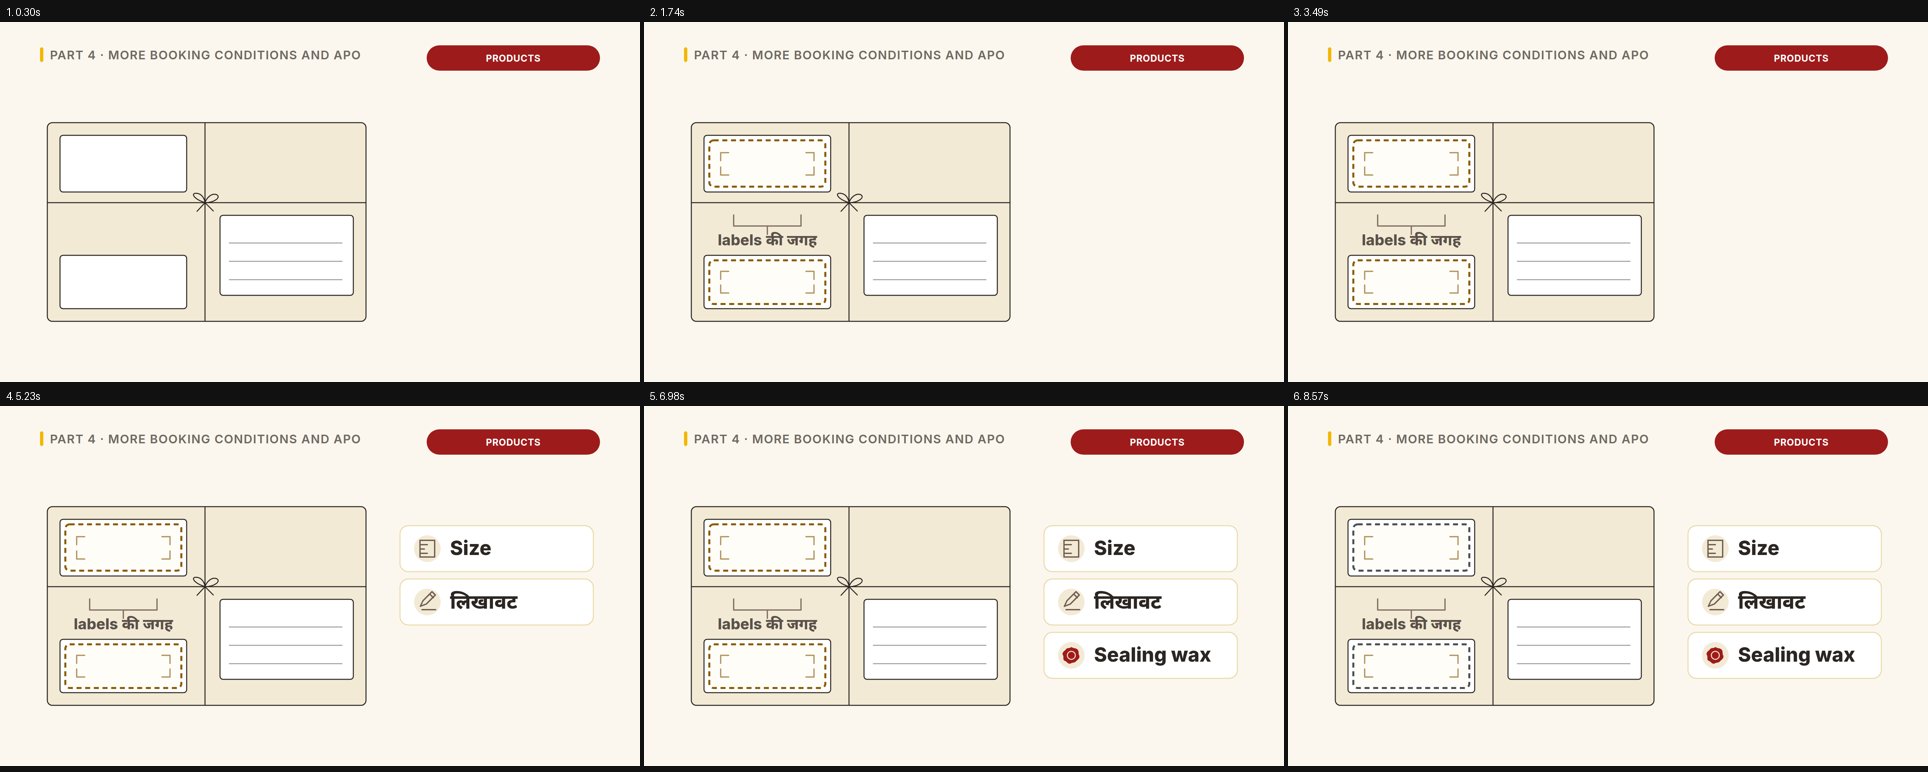 1. 0.30s
PART 4 · MORE BOOKING CONDITIONS AND APO
PRODUCTS
2. 1.74s
PART 4 · MORE BOOKING CONDITIONS AND APO
PRODUCTS
labels की जगह
3. 3.49s
PART 4 · MORE BOOKING CONDITIONS AND APO
PRODUCTS
labels की जगह
4. 5.23s
PART 4 · MORE BOOKING CONDITIONS AND APO
PRODUCTS
Size
लिखावट
labels की जगह
5. 6.98s
PART 4 · MORE BOOKING CONDITIONS AND APO
PRODUCTS
Size
लिखावट
labels की जगह
Sealing wax
6. 8.57s
PART 4 · MORE BOOKING CONDITIONS AND APO
PRODUCTS
Size
लिखावट
labels की जगह
Sealing wax